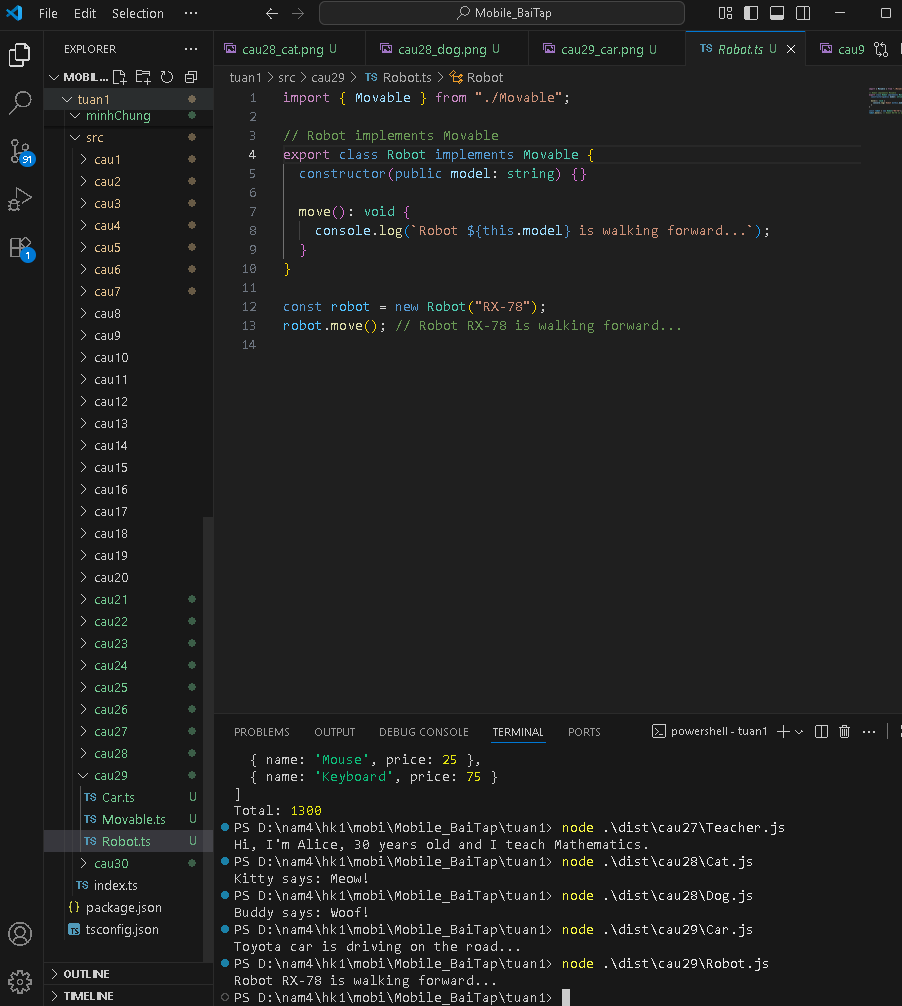 File Edit Selection ··· Mobile_BaiTap
EXPLORER ···
MOBIL...
tuan1
minhChung
src
cau1
cau2
cau3
cau4
cau5
cau6
cau7
cau8
cau9
cau10
cau11
cau12
cau13
cau14
cau15
cau16
cau17
cau18
cau19
cau20
cau21
cau22
cau23
cau24
cau25
cau26
cau27
cau28
cau29
TS Car.ts U
TS Movable.ts U
TS Robot.ts U
cau30
TS index.ts
{} package.json
TS tsconfig.json
OUTLINE
TIMELINE
91
1
cau28_cat.png U cau28_dog.png U cau29_car.png U TS Robot.ts U cau9
tuan1 > src > cau29 > TS Robot.ts > Robot
1 import { Movable } from "./Movable";
2
3 // Robot implements Movable
4 export class Robot implements Movable {
5 constructor(public model: string) {}
6
7 move(): void {
8 console.log(`Robot ${this.model} is walking forward...`);
9 }
10 }
11
12 const robot = new Robot("RX-78");
13 robot.move(); // Robot RX-78 is walking forward...
14
PROBLEMS OUTPUT DEBUG CONSOLE TERMINAL PORTS powershell - tuan1 ···
{ name: 'Mouse', price: 25 },
{ name: 'Keyboard', price: 75 }
]
Total: 1300
PS D:\nam4\hk1\mobi\Mobile_BaiTap\tuan1> node .\dist\cau27\Teacher.js
Hi, I'm Alice, 30 years old and I teach Mathematics.
PS D:\nam4\hk1\mobi\Mobile_BaiTap\tuan1> node .\dist\cau28\Cat.js
Kitty says: Meow!
PS D:\nam4\hk1\mobi\Mobile_BaiTap\tuan1> node .\dist\cau28\Dog.js
Buddy says: Woof!
PS D:\nam4\hk1\mobi\Mobile_BaiTap\tuan1> node .\dist\cau29\Car.js
Toyota car is driving on the road...
PS D:\nam4\hk1\mobi\Mobile_BaiTap\tuan1> node .\dist\cau29\Robot.js
Robot RX-78 is walking forward...
PS D:\nam4\hk1\mobi\Mobile_BaiTap\tuan1>